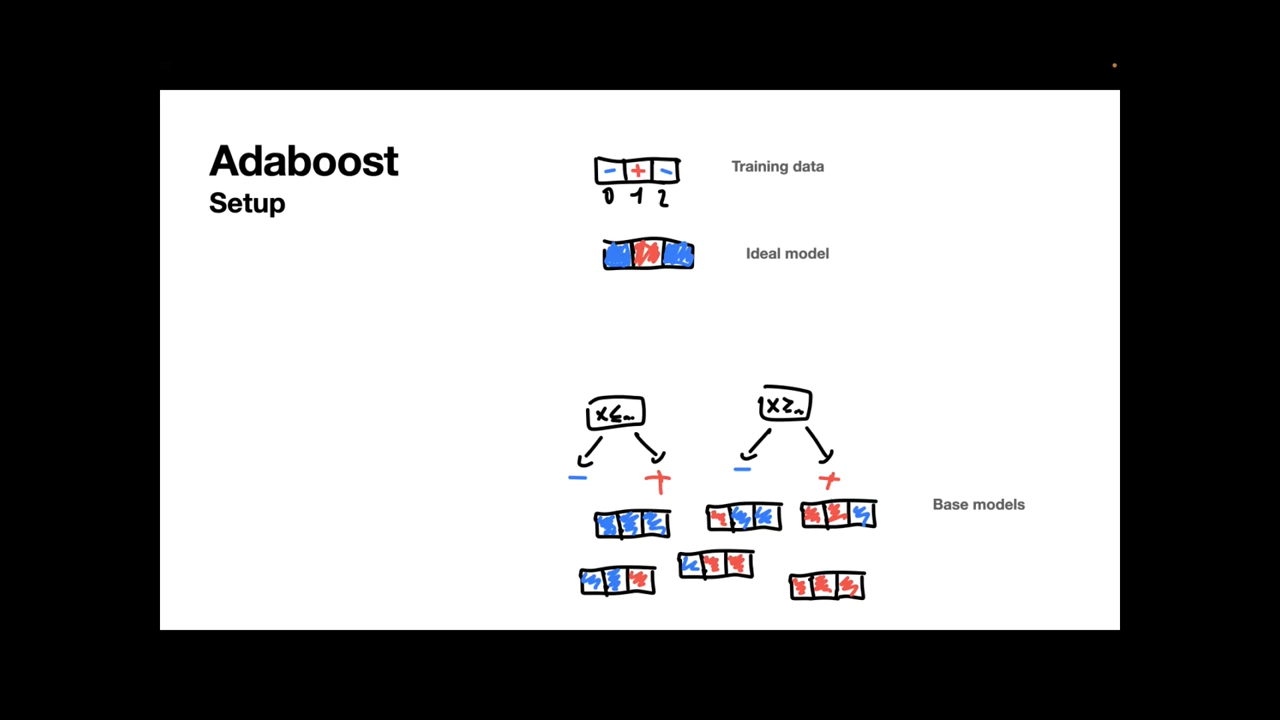 Adaboost
Setup
- + -
Training data
0 1 2
Ideal model
x≤~
x≥~
- +
- +
Base models